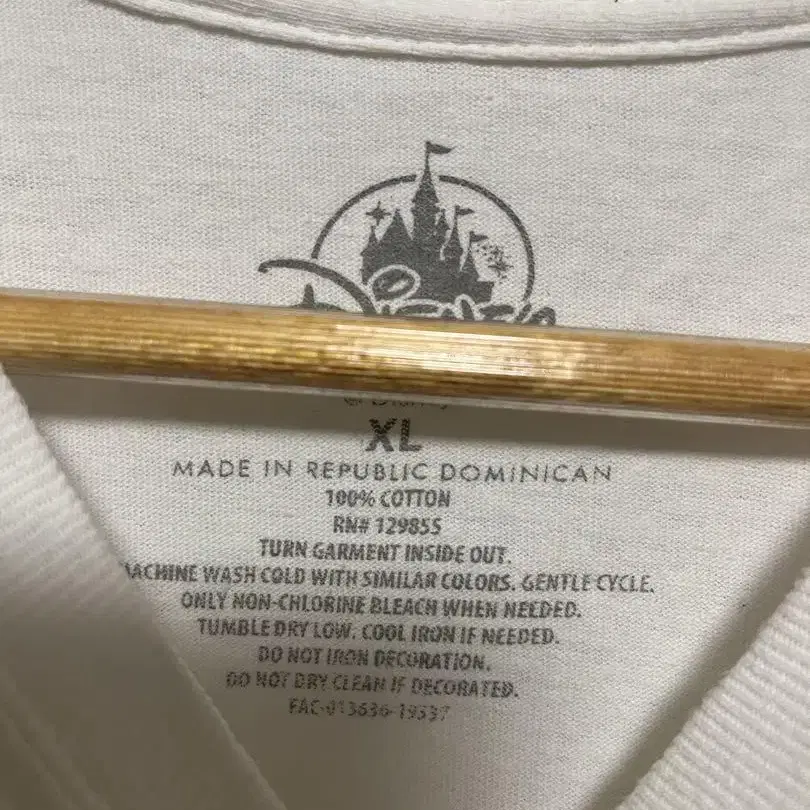 Disney
© Disney
XL
MADE IN REPUBLIC DOMINICAN
100% COTTON
RN# 129855
TURN GARMENT INSIDE OUT.
MACHINE WASH COLD WITH SIMILAR COLORS. GENTLE CYCLE.
ONLY NON-CHLORINE BLEACH WHEN NEEDED.
TUMBLE DRY LOW. COOL IRON IF NEEDED.
DO NOT IRON DECORATION.
DO NOT DRY CLEAN IF DECORATED.
FAC-013636-19537